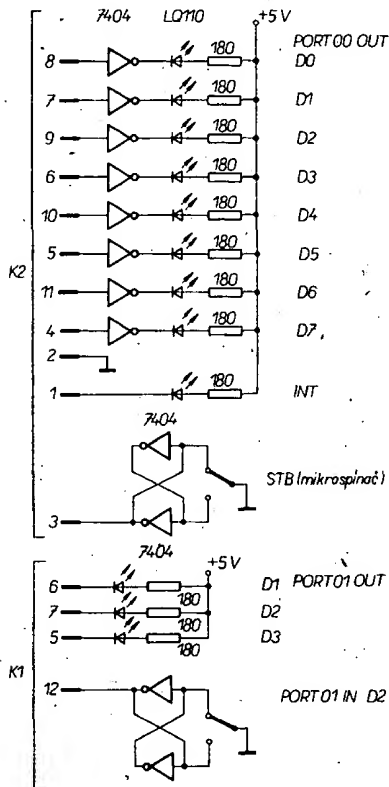 7404 LQ110 +5 V
180 PORT 00 OUT
8 D0
180
7 D1
180
9 D2
180
6 D3
180
10 D4
180
5 D5
K2
180
11 D6
180
4 D7
2
180
1 INT
7404
STB (mikrospínač)
3
7404
+5 V
6 D1 PORT 01 OUT
180
7 D2
180
5 D3
180
K1
12 PORT 01 IN D2